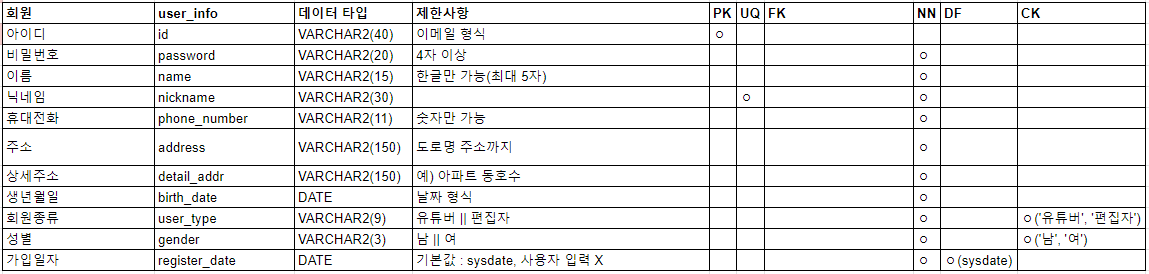 회원 user_info 데이터 타입 제한사항 PK UQ FK NN DF CK
아이디 id VARCHAR2(40) 이메일 형식 ○
비밀번호 password VARCHAR2(20) 4자 이상 ○
이름 name VARCHAR2(15) 한글만 가능(최대 5자) ○
닉네임 nickname VARCHAR2(30) ○ ○
휴대전화 phone_number VARCHAR2(11) 숫자만 가능 ○
주소 address VARCHAR2(150) 도로명 주소까지 ○
상세주소 detail_addr VARCHAR2(150) 예) 아파트 동호수 ○
생년월일 birth_date DATE 날짜 형식 ○
회원종류 user_type VARCHAR2(9) 유튜버 || 편집자 ○ ○('유튜버', '편집자')
성별 gender VARCHAR2(3) 남 || 여 ○ ○('남', '여')
가입일자 register_date DATE 기본값 : sysdate, 사용자 입력 X ○ ○(sysdate)